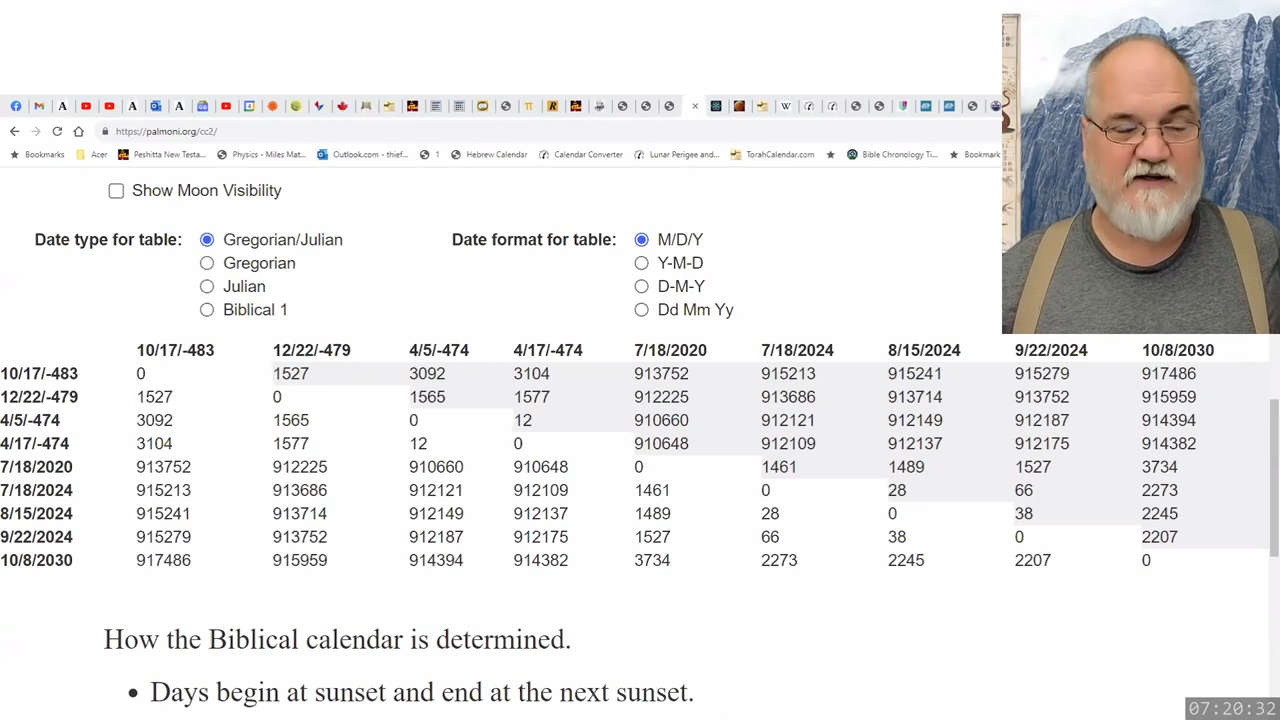 https://palmoni.org/cc2/
Bookmarks Acer Peshitta New Testa... Physics - Miles Mat... Outlook.com - thief... 1 Hebrew Calendar Calendar Converter Lunar Perigee and... TorahCalendar.com Bible Chronology Ti... Bookmark
Show Moon Visibility
Date type for table: Gregorian/Julian Date format for table: M/D/Y
Gregorian Y-M-D
Julian D-M-Y
Biblical 1 Dd Mm Yy
10/17/-483 12/22/-479 4/5/-474 4/17/-474 7/18/2020 7/18/2024 8/15/2024 9/22/2024 10/8/2030
10/17/-483 0 1527 3092 3104 913752 915213 915241 915279 917486
12/22/-479 1527 0 1565 1577 912225 913686 913714 913752 915959
4/5/-474 3092 1565 0 12 910660 912121 912149 912187 914394
4/17/-474 3104 1577 12 0 910648 912109 912137 912175 914382
7/18/2020 913752 912225 910660 910648 0 1461 1489 1527 3734
7/18/2024 915213 913686 912121 912109 1461 0 28 66 2273
8/15/2024 915241 913714 912149 912137 1489 28 0 38 2245
9/22/2024 915279 913752 912187 912175 1527 66 38 0 2207
10/8/2030 917486 915959 914394 914382 3734 2273 2245 2207 0
How the Biblical calendar is determined.
• Days begin at sunset and end at the next sunset.
07:20:32